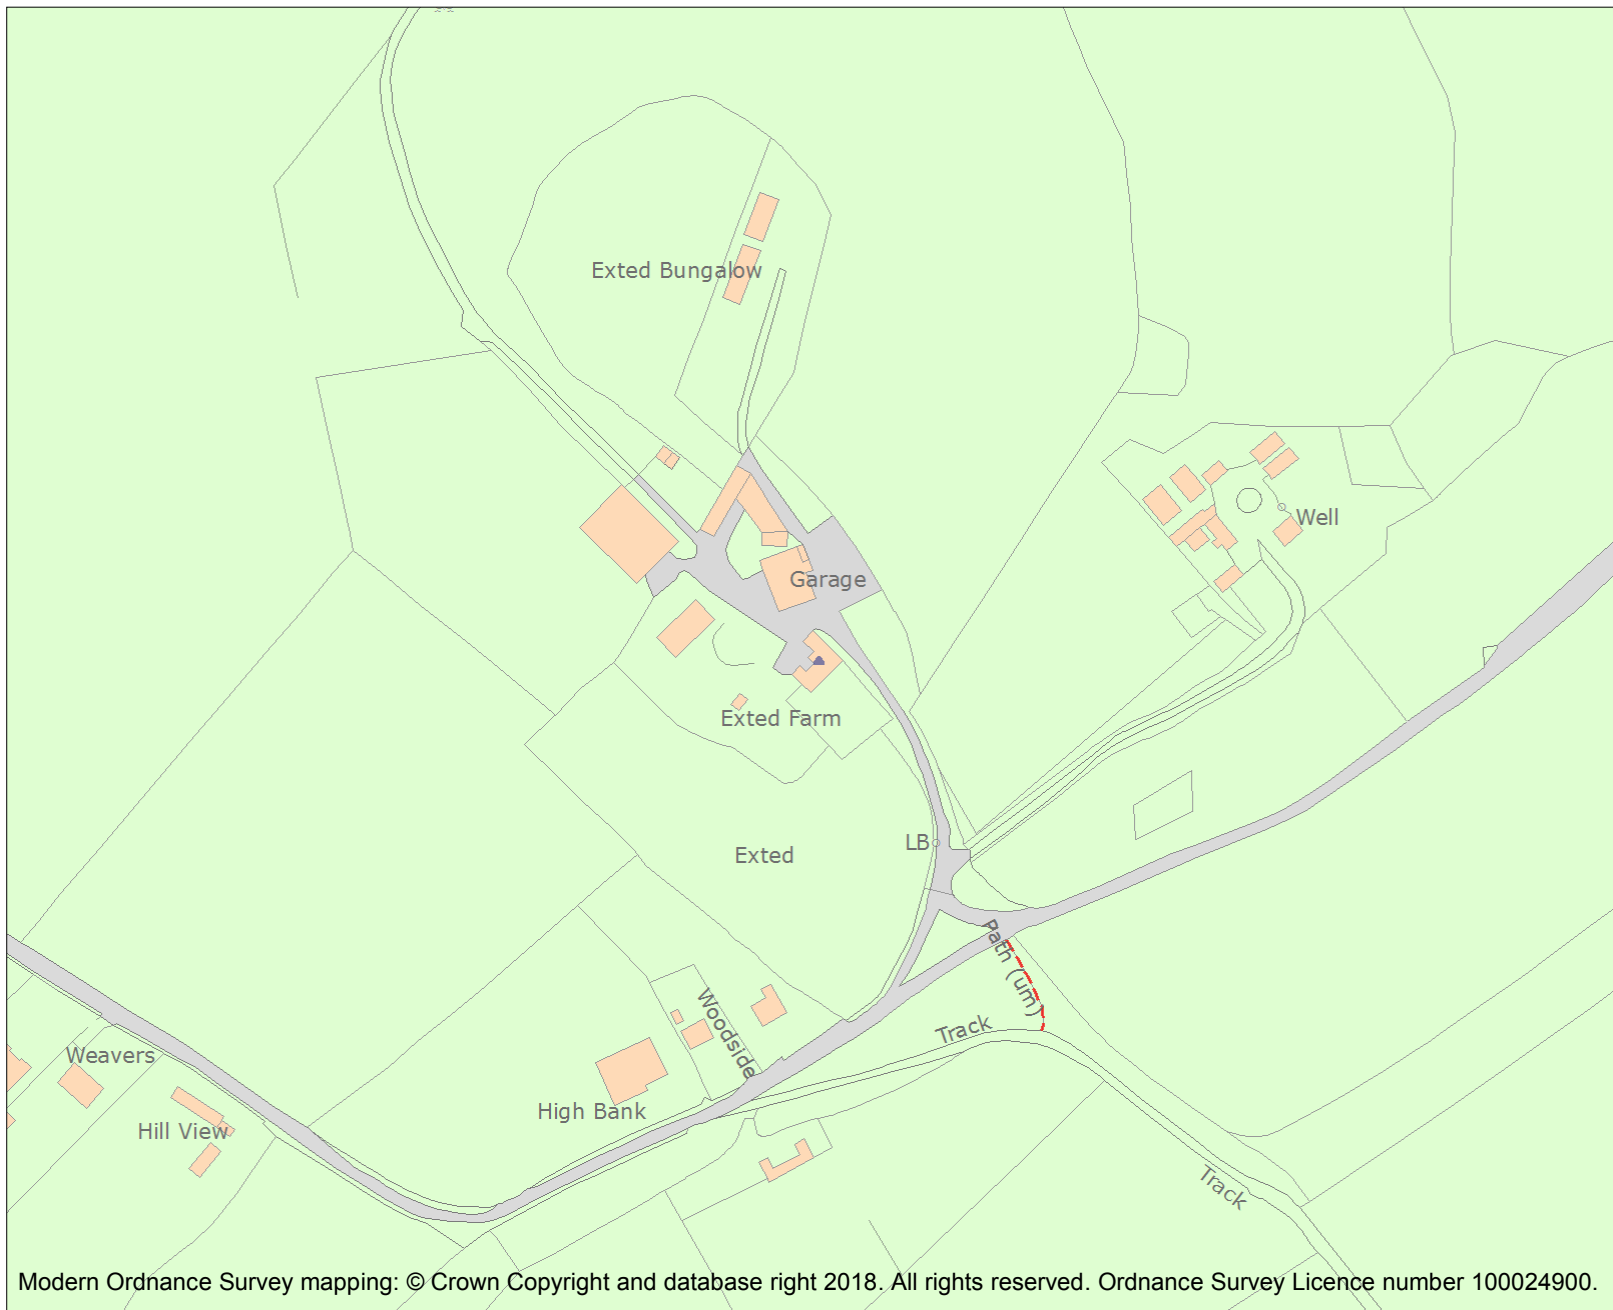 Exted Bungalow
Well
Garage
Exted Farm
LB
Exted
Path (um)
Woodside
Track
Weavers
High Bank
Hill View
Track
Modern Ordnance Survey mapping: © Crown Copyright and database right 2018. All rights reserved. Ordnance Survey Licence number 100024900.